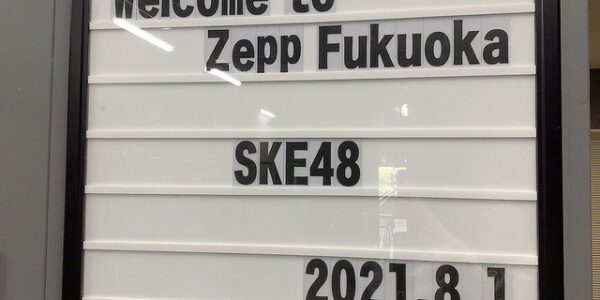 Welcome to
Zepp Fukuoka
SKE48
2021.8.1